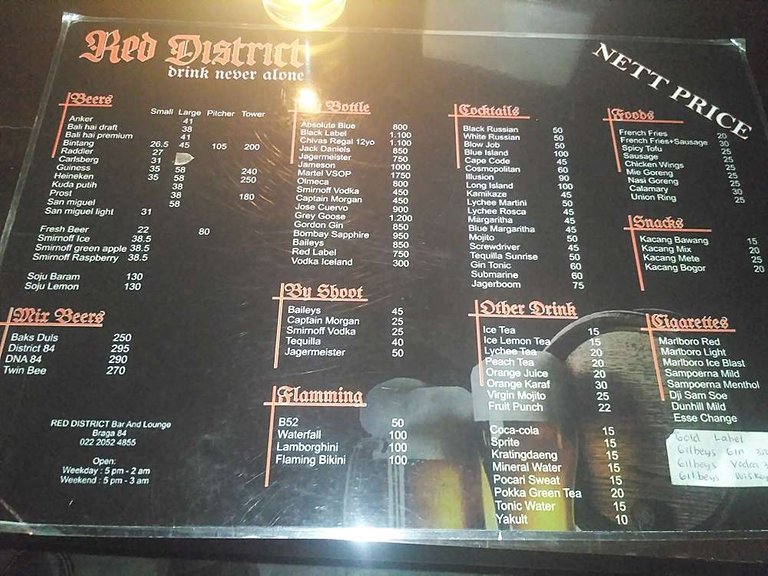 Red District
drink never alone
NETT PRICE
Beers
Small Large Pitcher Tower
Anker 41
Bali hai draft 38
Bali hai premium 41
Bintang 26.5 45 105 200
Raddler 27
Carlsberg 31
Guiness 35 58 240
Heineken 35 58 250
Kuda putih 38
Prost 38 180
San miguel 58
San miguel light 31
Fresh Beer 22 80
Smirnoff Ice 38.5
Smirnoff green apple 38.5
Smirnoff Raspberry 38.5
Soju Baram 130
Soju Lemon 130
Mix Beers
Baks Duls 250
District 84 295
DNA 84 290
Twin Bee 270
RED DISTRICT Bar And Lounge
Braga 84
022 2052 4855
Open:
Weekday : 5 pm - 2 am
Weekend : 5 pm - 3 am
Bottle
Absolute Blue 800
Black Label 1.100
Chivas Regal 12yo 1.100
Jack Daniels 850
Jagermeister 750
Jameson 1000
Martel VSOP 1750
Olmeca 800
Smirnoff Vodka 450
Captain Morgan 450
Jose Cuervo 900
Grey Goose 1.200
Gordon Gin 850
Bombay Sapphire 950
Baileys 850
Red Label 750
Vodka Iceland 300
By Shoot
Baileys 45
Captain Morgan 25
Smirnoff Vodka 25
Tequilla 40
Jagermeister 50
Flamming
B52 50
Waterfall 100
Lamborghini 100
Flaming Bikini 100
Cocktails
Black Russian 50
White Russian 50
Blow Job 50
Blue Island 100
Cape Code 45
Cosmopolitan 60
Illusion 90
Long Island 100
Kamikaze 45
Lychee Martini 50
Lychee Rosca 45
Margarita 45
Blue Margarita 45
Mojito 50
Screwdriver 45
Tequilla Sunrise 50
Gin Tonic 60
Submarine 60
Jagerboom 75
Other Drink
Ice Tea 15
Ice Lemon Tea 15
Lychee Tea 20
Peach Tea 20
Orange Juice 20
Orange Karaf 30
Virgin Mojito 25
Fruit Punch 22
Coca-cola 15
Sprite 15
Kratingdaeng 15
Mineral Water 15
Pocari Sweat 15
Pokka Green Tea 20
Tonic Water 15
Yakult 10
Foods
French Fries 20
French Fries+Sausage 30
Spicy Tofu 25
Sausage 25
Chicken Wings 25
Mie Goreng 25
Nasi Goreng 25
Calamary 30
Union Ring 25
Snacks
Kacang Bawang 15
Kacang Mix 20
Kacang Mete 25
Kacang Bogor 20
Cigarettes
Marlboro Red
Marlboro Light
Marlboro Ice Blast
Sampoerna Mild
Sampoerna Menthol
Dji Sam Soe
Dunhill Mild
Esse Change
Gold Label
Gilbeys Gin
Gilbeys Vodca
Gilbeys Wiskey